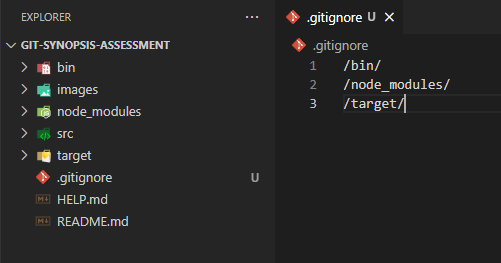 EXPLORER
GIT-SYNOPSIS-ASSESSMENT
bin
images
node_modules
src
target
.gitignore U
HELP.md
README.md
.gitignore U
.gitignore
1 /bin/
2 /node_modules/
3 /target/